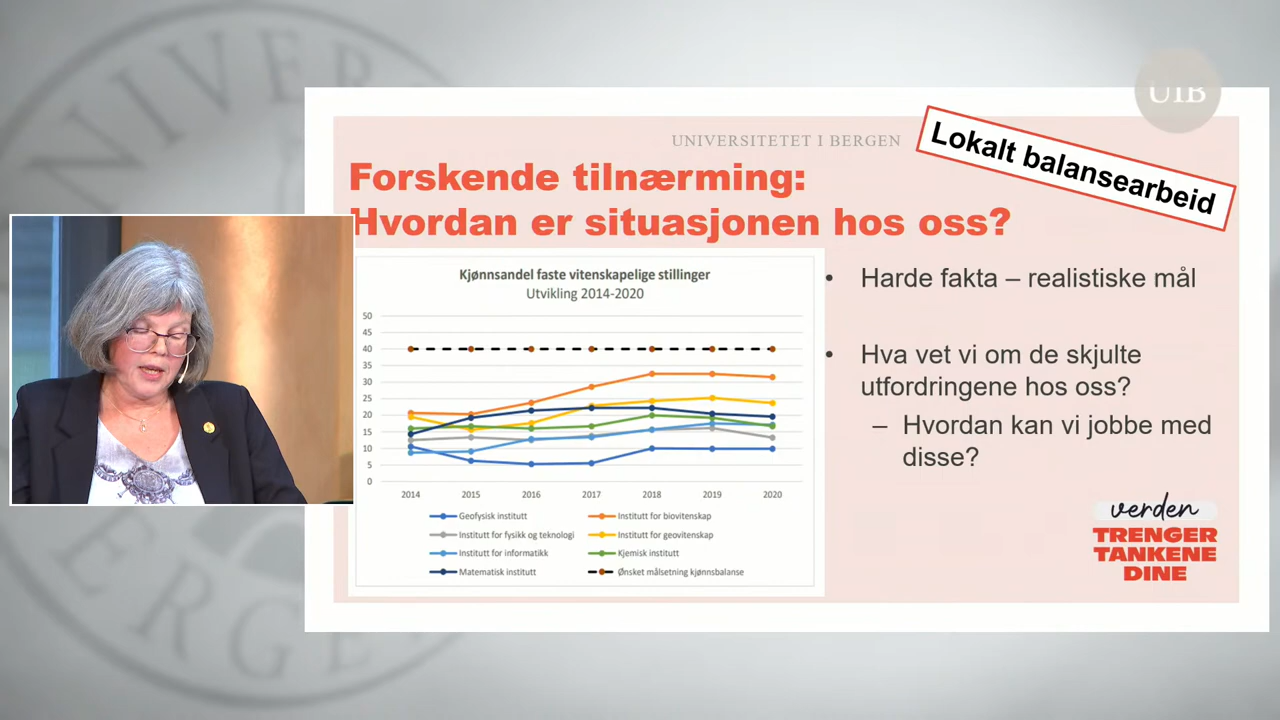 UNIVERSITETET I BERGEN
UiB
Lokalt balansearbeid
Forskende tilnærming:
Hvordan er situasjonen hos oss?
Kjønnsandel faste vitenskapelige stillinger
Utvikling 2014-2020
50
45
40
35
30
25
20
15
10
5
0
2014 2015 2016 2017 2018 2019 2020
Geofysisk institutt
Institutt for biovitenskap
Institutt for fysikk og teknologi
Institutt for geovitenskap
Institutt for informatikk
Kjemisk institutt
Matematisk institutt
Ønsket målsetning kjønnsbalanse
• Harde fakta – realistiske mål
• Hva vet vi om de skjulte
utfordringene hos oss?
– Hvordan kan vi jobbe med
disse?
verden
TRENGER
TANKENE
DINE